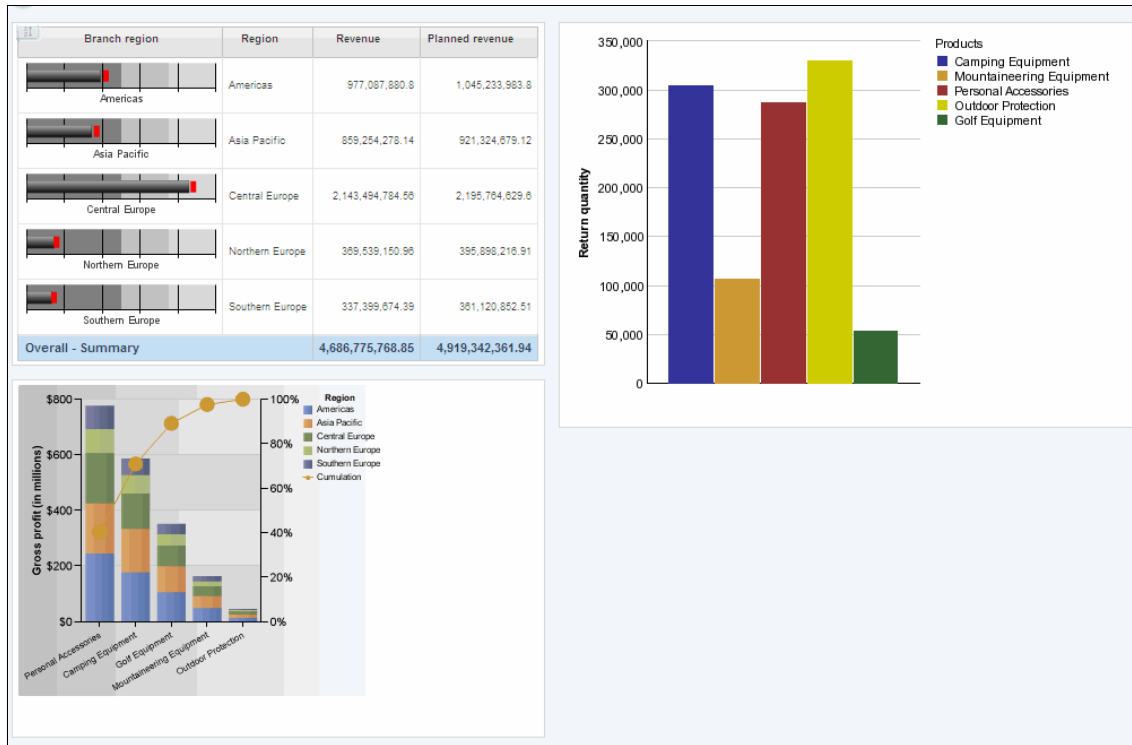 Branch region Region Revenue Planned revenue
Americas
Americas 977,087,880.8 1,045,233,983.8
Asia Pacific
Asia Pacific 859,254,278.14 921,324,679.12
Central Europe
Central Europe 2,143,494,784.56 2,195,764,629.6
Northern Europe
Northern Europe 369,539,150.96 395,898,216.91
Southern Europe
Southern Europe 337,399,674.39 361,120,852.51
Overall - Summary 4,686,775,768.85 4,919,342,361.94
350,000
300,000
250,000
200,000
150,000
100,000
50,000
0
Return quantity
Products
Camping Equipment
Mountaineering Equipment
Personal Accessories
Outdoor Protection
Golf Equipment
$800
$600
$400
$200
$0
Gross profit (in millions)
100%
80%
60%
40%
20%
0%
Region
Americas
Asia Pacific
Central Europe
Northern Europe
Southern Europe
Cumulation
Personal Accessories
Camping Equipment
Golf Equipment
Mountaineering Equipment
Outdoor Protection